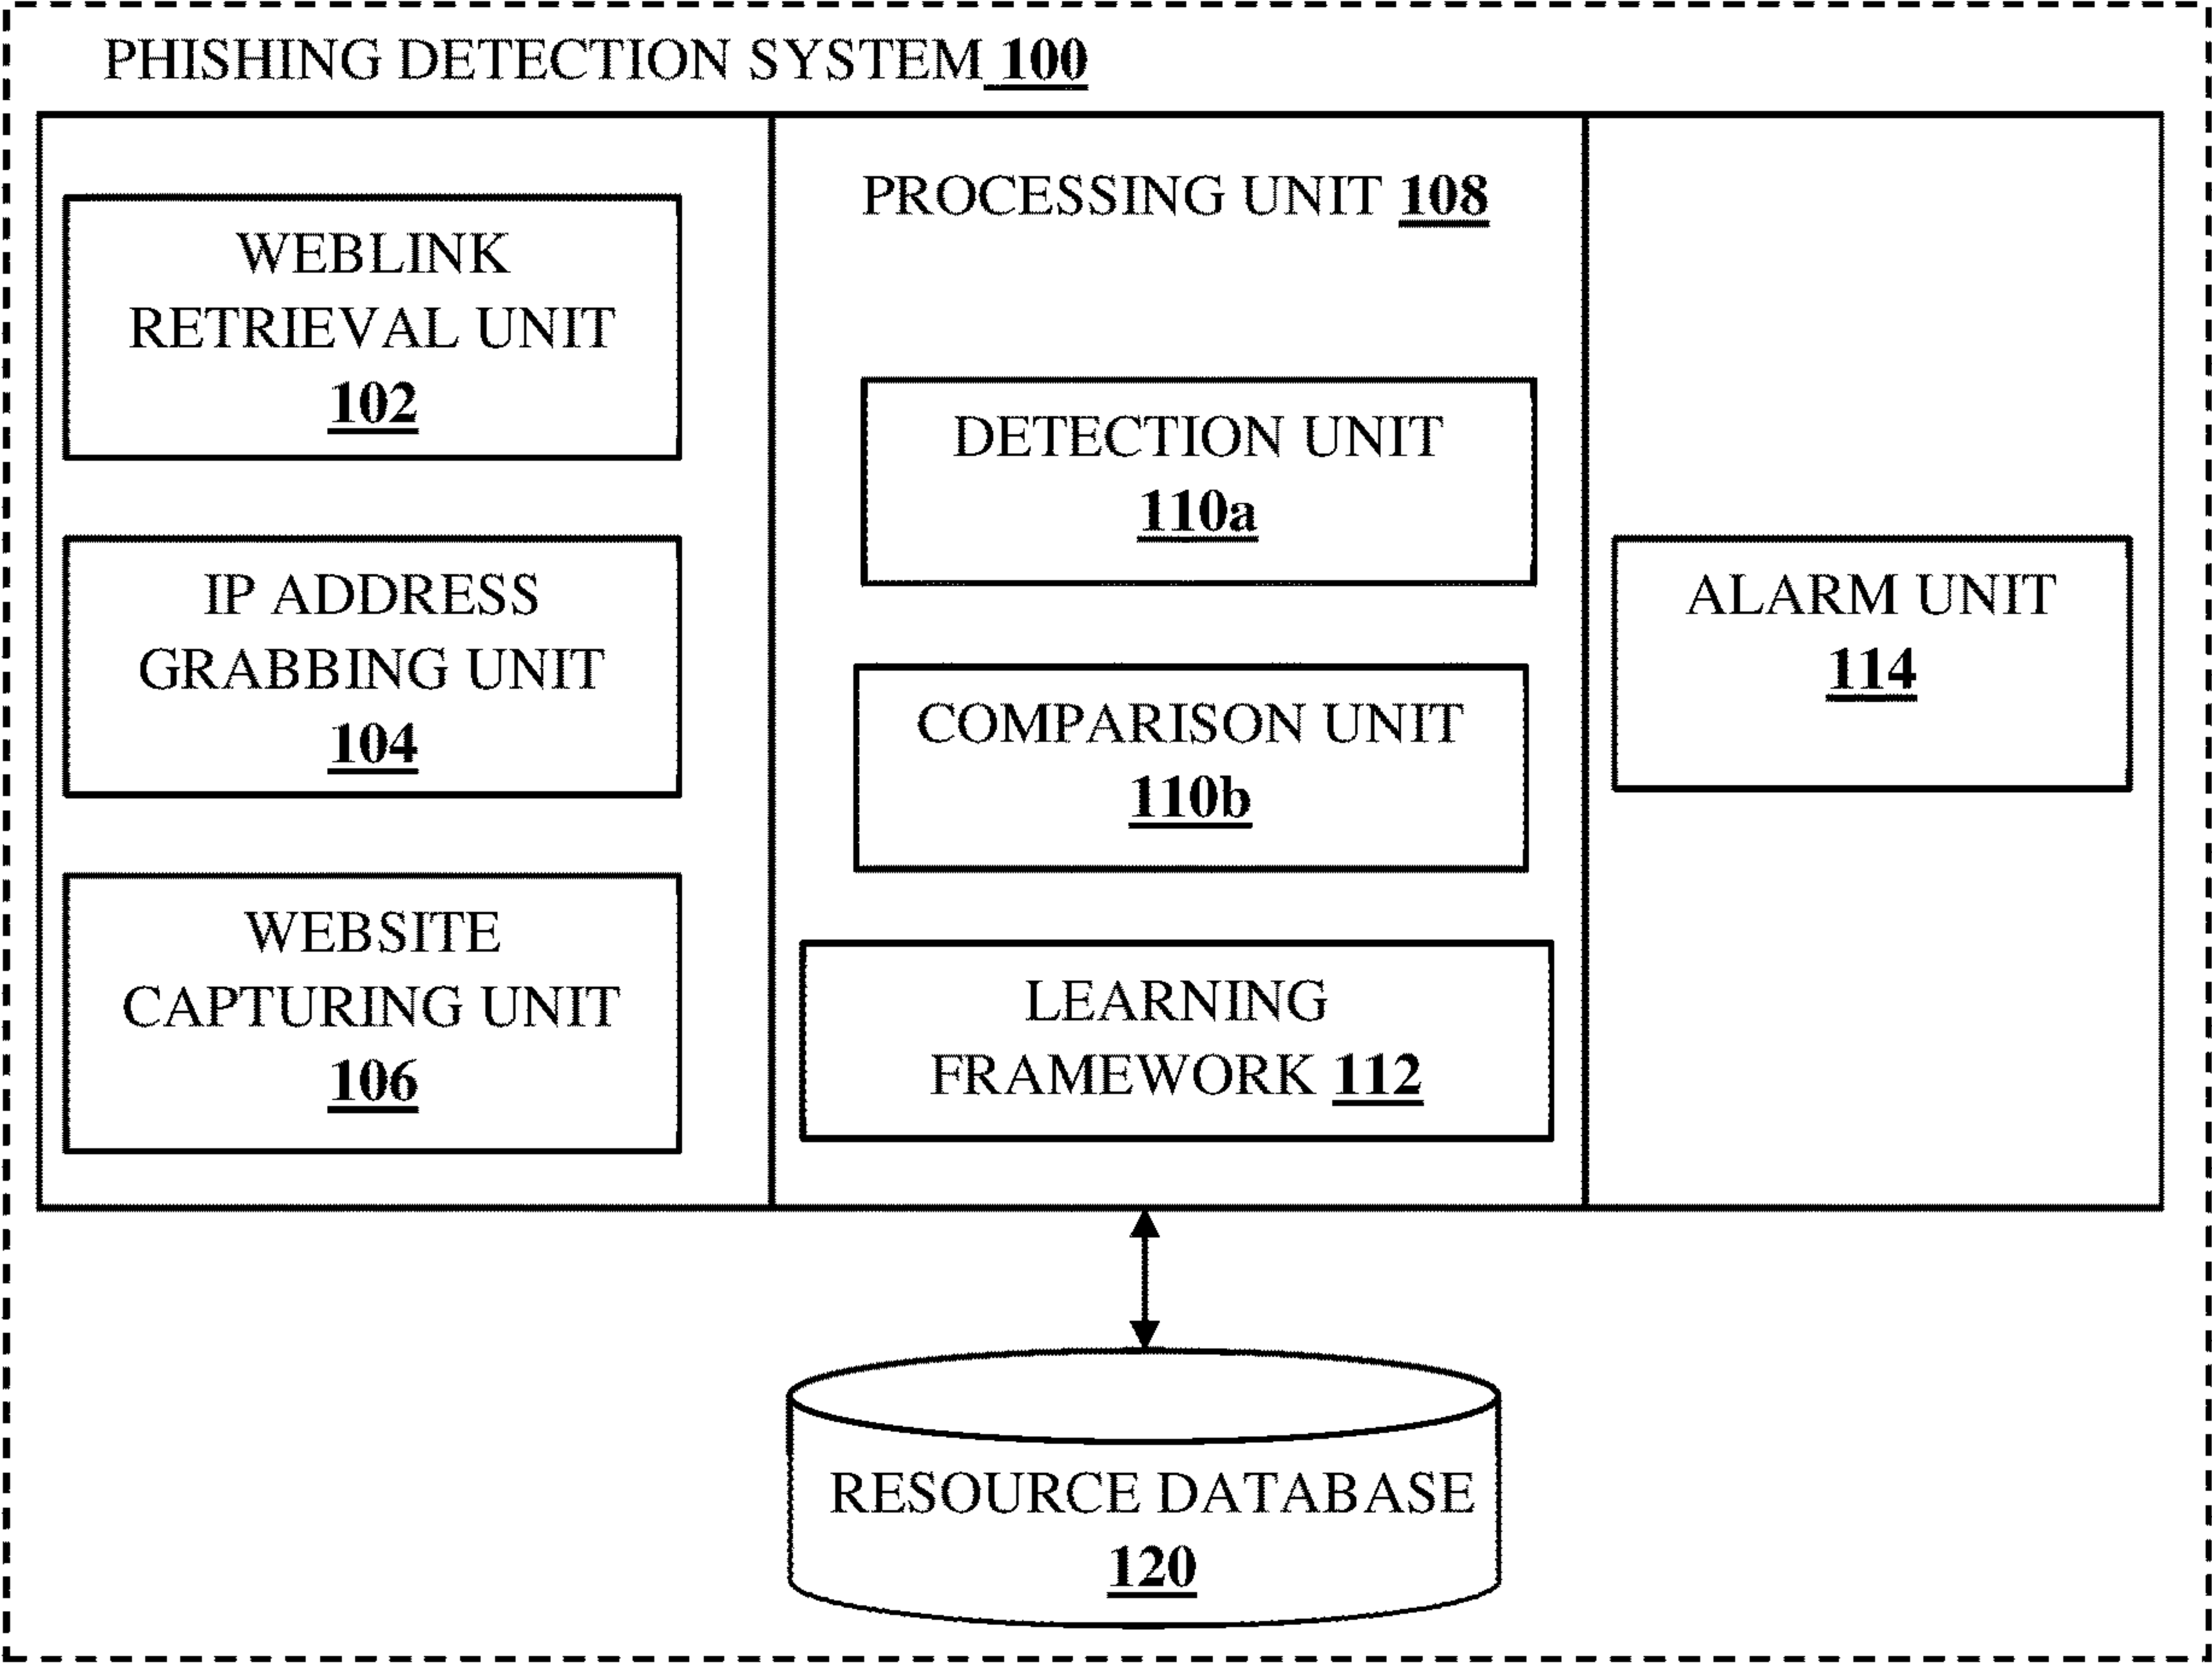 PHISHING DETECTION SYSTEM 100
WEBLINK
RETRIEVAL UNIT
102
IP ADDRESS
GRABBING UNIT
104
WEBSITE
CAPTURING UNIT
106
PROCESSING UNIT 108
DETECTION UNIT
110a
COMPARISON UNIT
110b
LEARNING
FRAMEWORK 112
ALARM UNIT
114
RESOURCE DATABASE
120